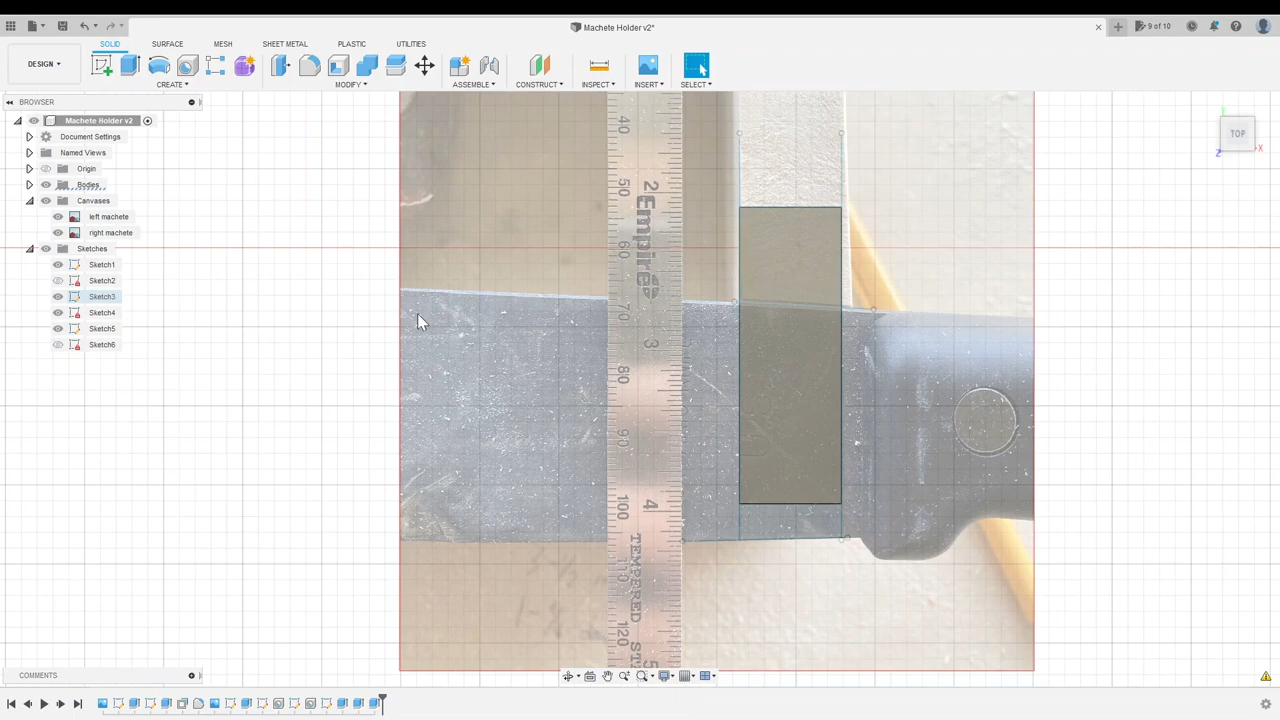 Machete Holder v2*
9 of 10
SOLID
SURFACE
MESH
SHEET METAL
PLASTIC
UTILITIES
DESIGN
CREATE
MODIFY
ASSEMBLE
CONSTRUCT
INSPECT
INSERT
SELECT
BROWSER
Machete Holder v2
Document Settings
Named Views
Origin
Bodies
Canvases
left machete
right machete
Sketches
Sketch1
Sketch2
Sketch3
Sketch4
Sketch5
Sketch6
40
50
2
Empire
60
70
3
80
90
100
4
TEMPERED
110
120
5
TOP
X
Z
COMMENTS